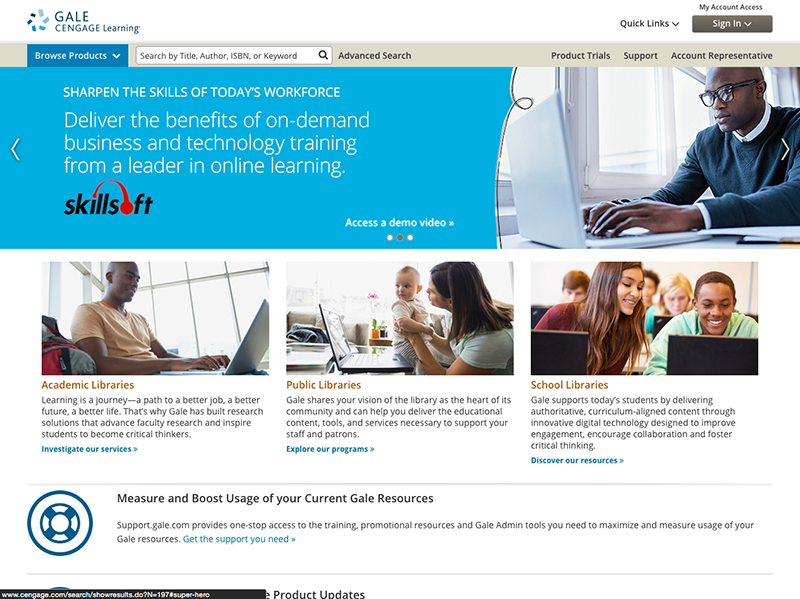 My Account Access
GALE
CENGAGE Learning·
Quick Links
Sign In
Browse Products
Search by Title, Author, ISBN, or Keyword
Advanced Search
Product Trials
Support
Account Representative
SHARPEN THE SKILLS OF TODAY'S WORKFORCE
Deliver the benefits of on-demand
business and technology training
from a leader in online learning.
skillsoft
Access a demo video »
Academic Libraries
Learning is a journey—a path to a better job, a better
future, a better life. That's why Gale has built research
solutions that advance faculty research and inspire
students to become critical thinkers.
Investigate our services »
Public Libraries
Gale shares your vision of the library as the heart of its
community and can help you deliver the educational
content, tools, and services necessary to support your
staff and patrons.
Explore our programs »
School Libraries
Gale supports today's students by delivering
authoritative, curriculum-aligned content through
innovative digital technology designed to improve
engagement, encourage collaboration and foster
critical thinking.
Discover our resources »
Measure and Boost Usage of your Current Gale Resources
Support.gale.com provides one-stop access to the training, promotional resources and Gale Admin tools you need to maximize and measure usage of your
Gale resources. Get the support you need »
www.cengage.com/search/showresults.do?N=197#super-hero
e Product Updates